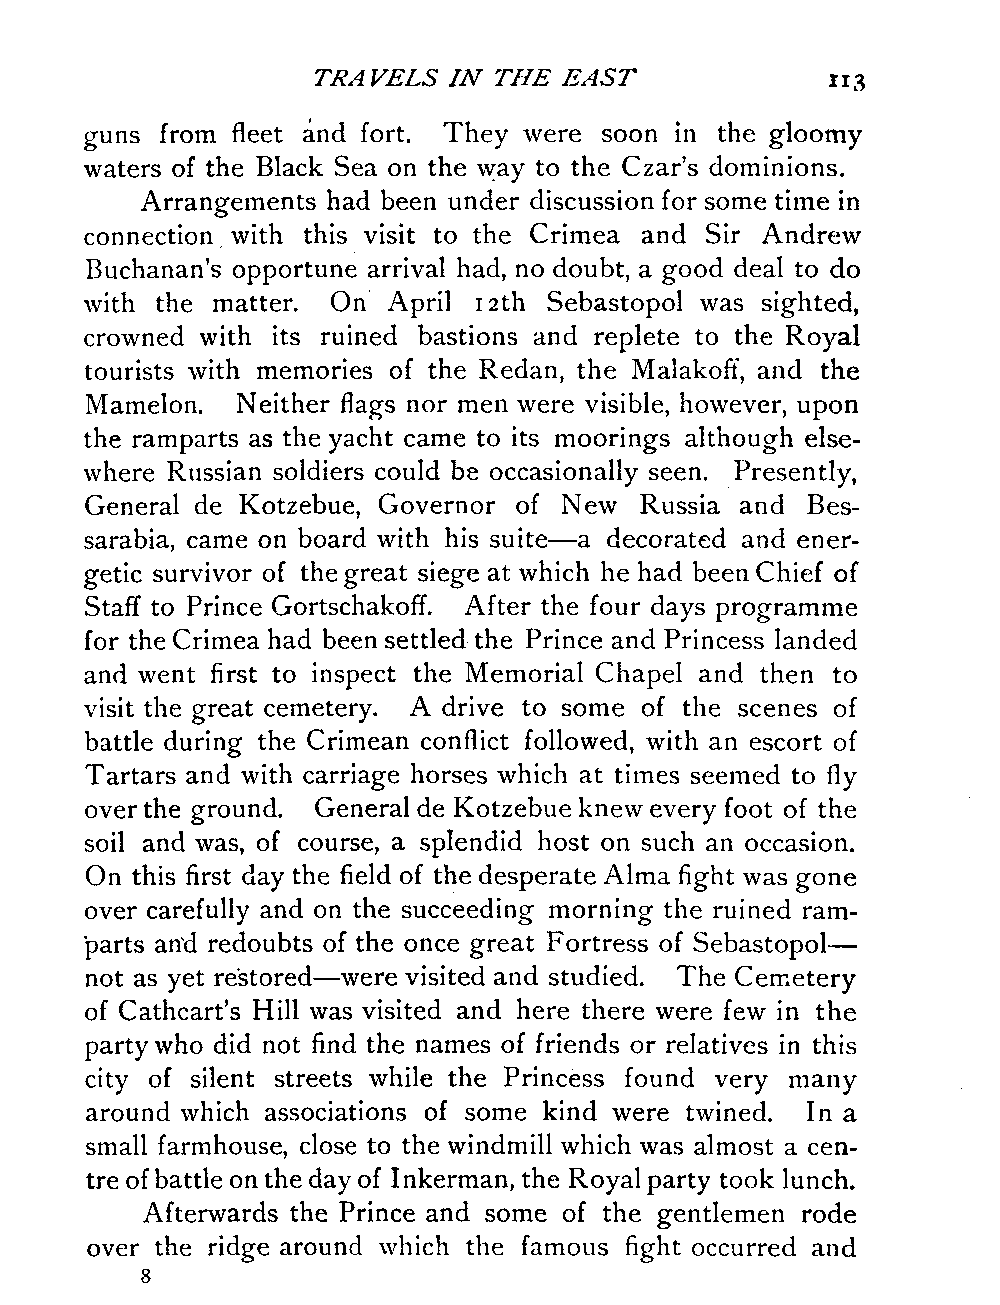 TRAVELS IN THE EAST 113
guns from fleet and fort. They were soon in the gloomy
waters of the Black Sea on the way to the Czar's dominions.
Arrangements had been under discussion for some time in
connection with this visit to the Crimea and Sir Andrew
Buchanan's opportune arrival had, no doubt, a good deal to do
with the matter. On April 12th Sebastopol was sighted,
crowned with its ruined bastions and replete to the Royal
tourists with memories of the Redan, the Malakoff, and the
Mamelon. Neither flags nor men were visible, however, upon
the ramparts as the yacht came to its moorings although else-
where Russian soldiers could be occasionally seen. Presently,
General de Kotzebue, Governor of New Russia and Bes-
sarabia, came on board with his suite—a decorated and ener-
getic survivor of the great siege at which he had been Chief of
Staff to Prince Gortschakoff. After the four days programme
for the Crimea had been settled the Prince and Princess landed
and went first to inspect the Memorial Chapel and then to
visit the great cemetery. A drive to some of the scenes of
battle during the Crimean conflict followed, with an escort of
Tartars and with carriage horses which at times seemed to fly
over the ground. General de Kotzebue knew every foot of the
soil and was, of course, a splendid host on such an occasion.
On this first day the field of the desperate Alma fight was gone
over carefully and on the succeeding morning the ruined ram-
parts and redoubts of the once great Fortress of Sebastopol—
not as yet restored—were visited and studied. The Cemetery
of Cathcart's Hill was visited and here there were few in the
party who did not find the names of friends or relatives in this
city of silent streets while the Princess found very many
around which associations of some kind were twined. In a
small farmhouse, close to the windmill which was almost a cen-
tre of battle on the day of Inkerman, the Royal party took lunch.
Afterwards the Prince and some of the gentlemen rode
over the ridge around which the famous fight occurred and
8